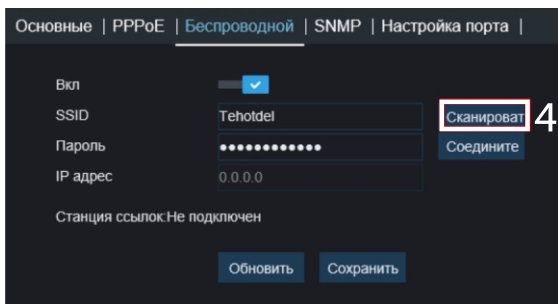 Основные | PPPoE | Беспроводной | SNMP | Настройка порта |
Вкл
SSID Tehotdel Сканироват 4
Пароль ●●●●●●●●●●●● Соедините
IP адрес 0.0.0.0
Станция ссылок:Не подключен
Обновить Сохранить